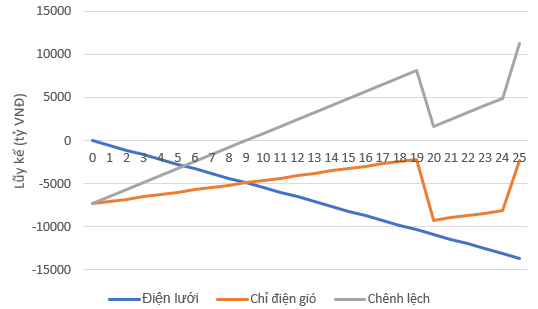 15000
10000
5000
0
-5000
-10000
-15000
Lũy kế (tỷ VNĐ)
0 1 2 3 4 5 6 7 8 9 10 11 12 13 14 15 16 17 18 19 20 21 22 23 24 25
Điện lưới Chỉ điện gió Chênh lệch